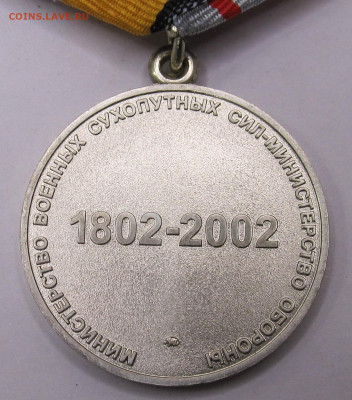 COINS.LAVE.RU
МИНИСТЕРСТВО ВОЕННЫХ СУХОПУТНЫХ СИЛ-МИНИСТЕРСТВО ОБОРОНЫ
1802-2002